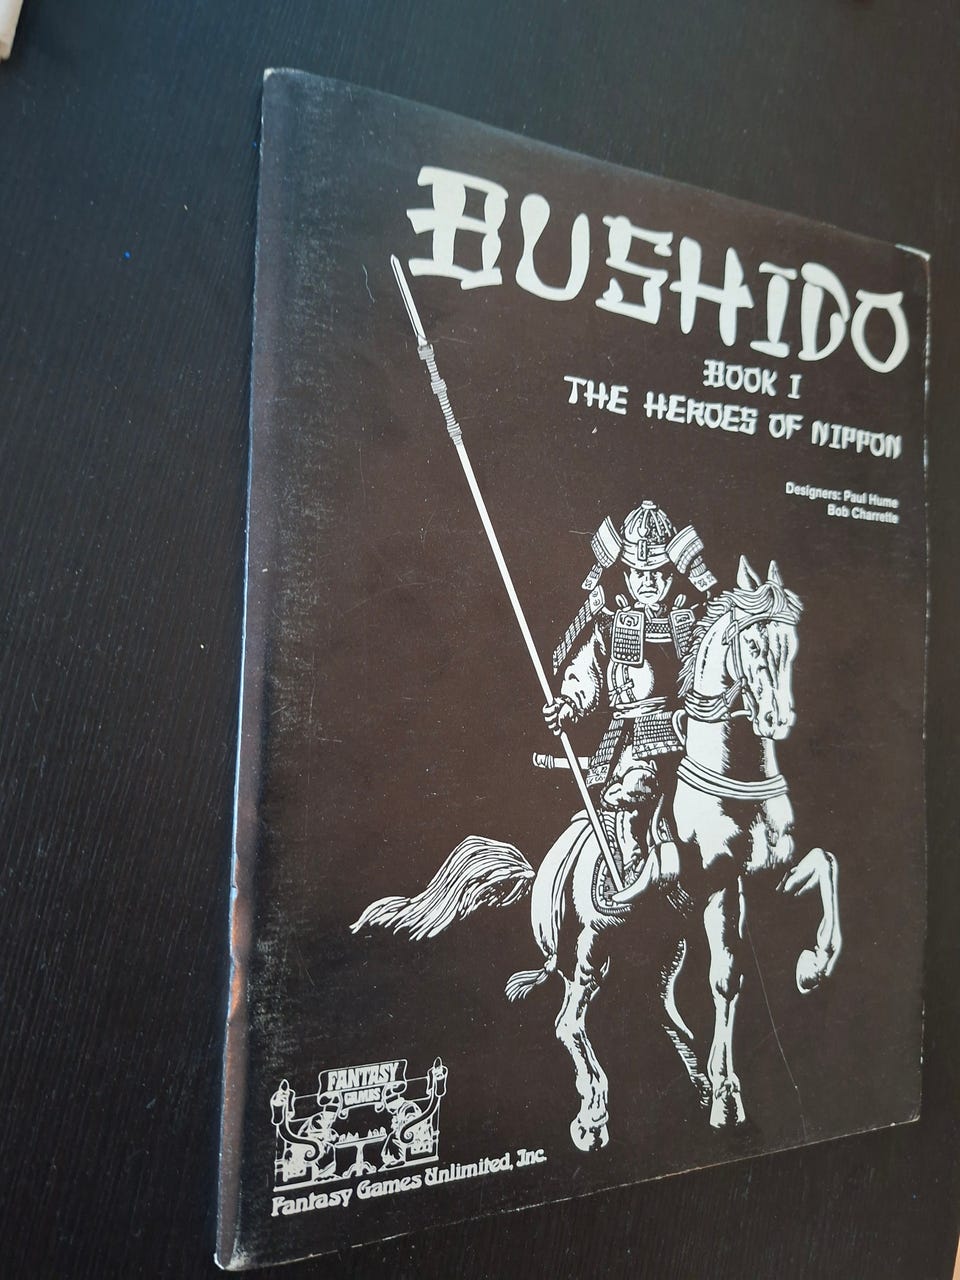 BUSHIDO
BOOK I
THE HEROES OF NIPPON
Designers: Paul Hume
Bob Charrette
FANTASY
GAMES
Fantasy Games Unlimited, Inc.